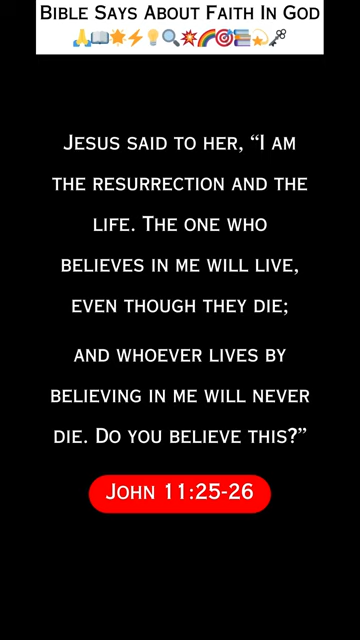 Bible Says About Faith In God
🙏📖🌟⚡💡🔍💥🌈🎯📚💫🗝
Jesus said to her, “I am
the resurrection and the
life. The one who
believes in me will live,
even though they die;
and whoever lives by
believing in me will never
die. Do you believe this?”
John 11:25-26